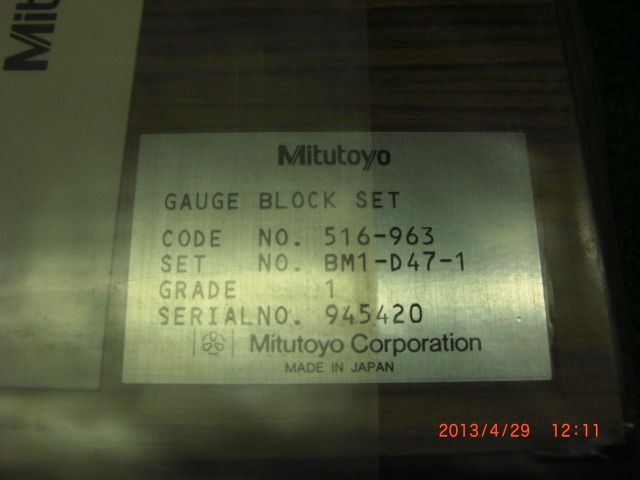 Mit
Mitutoyo
GAUGE BLOCK SET
CODE NO. 516-963
SET NO. BM1-D47-1
GRADE 1
SERIALNO. 945420
Mitutoyo Corporation
MADE IN JAPAN
2013/4/29 12:11